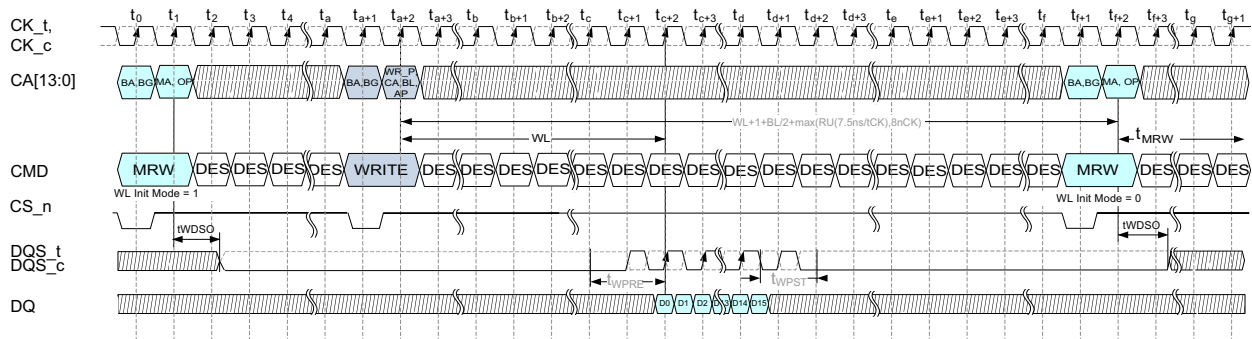 t0 t1 t2 t3 t4 ta ta+1 ta+2 ta+3 tb tb+1 tb+2 tc tc+1 tc+2 tc+3 td td+1 td+2 td+3 te te+1 te+2 te+3 tf tf+1 tf+2 tf+3 tg tg+1
CK_t,
CK_c
CA[13:0] BA,BG MA, OP BA,BG WR_P, CA,BL, AP BA,BG MA, OP
WL+1+BL/2+max(RU(7.5ns/tCK),8nCK)
WL tMRW
CMD MRW DES DES DES DES WRITE DES DES DES DES DES DES DES DES DES DES DES DES DES DES DES DES DES MRW DES DES DES
WL Init Mode = 1 WL Init Mode = 0
CS_n
tWDSO tWDSO
DQS_t
DQS_c
tWPRE tWPST
DQ D0 D1 D2 D14 D15